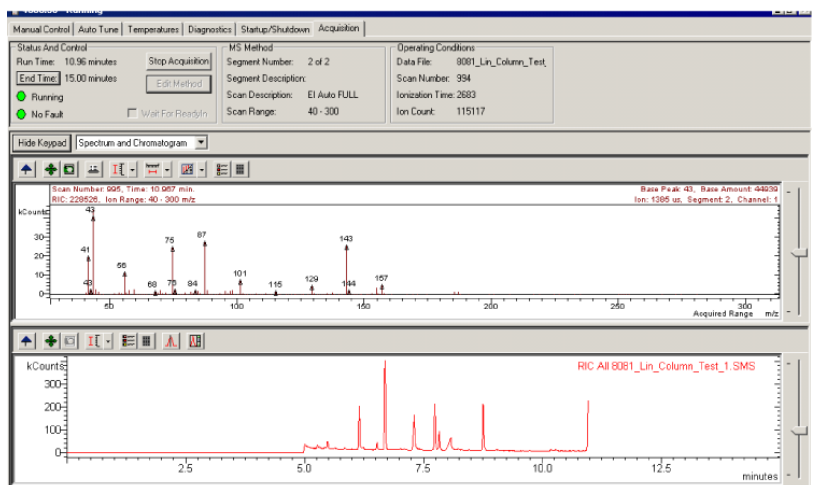 Running
Manual Control Auto Tune Temperatures Diagnostics Startup/Shutdown Acquisition
Status And Control
Run Time: 10.96 minutes Stop Acquisition
End Time: 15.00 minutes Edit Method
Running
No Fault Wait For ReadyIn
MS Method
Segment Number: 2 of 2
Segment Description:
Scan Description: EI Auto FULL
Scan Range: 40 - 300
Operating Conditions
Data File: 8081_Lin_Column_Test_
Scan Number: 994
Ionization Time: 2683
Ion Count: 115117
Hide Keypad Spectrum and Chromatogram
Scan Number: 995, Time: 10.967 min.
RIC: 228526, Ion Range: 40 - 300 m/z
Base Peak: 43, Base Amount: 44939
Ion: 1385 us, Segment: 2, Channel: 1
kCounts
30
20
10
0
43
41
43
56
68
75
75
84
87
101
115
129
143
144
157
50 100 150 200 250 300
Acquired Range m/z
kCounts
RIC All 8081_Lin_Column_Test_1.SMS
300
200
100
0
2.5 5.0 7.5 10.0 12.5
minutes